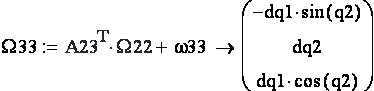 Ω33 := A23^T · Ω22 + ω33 → ( -dq1·sin(q2)
dq2
dq1·cos(q2) )